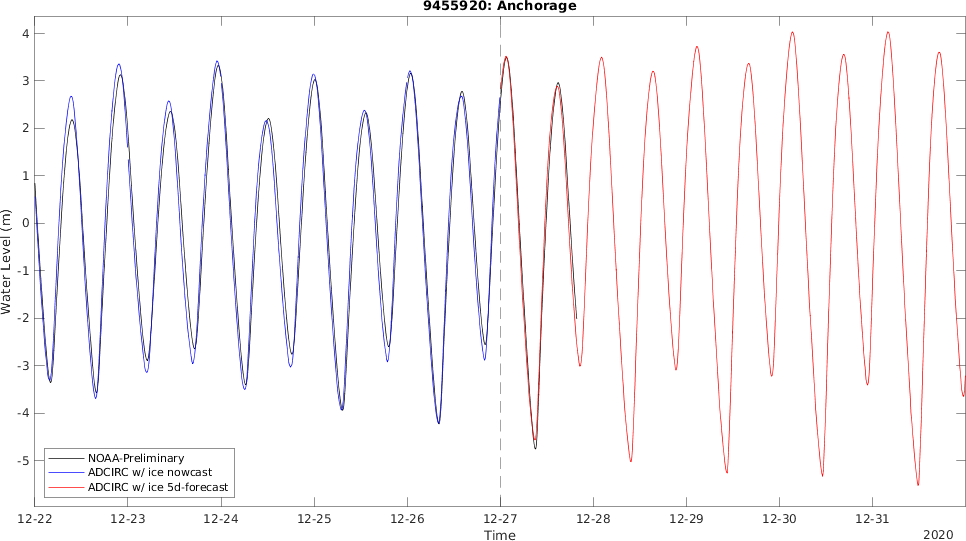 9455920: Anchorage
4
3
2
1
0
-1
-2
-3
-4
-5
Water Level (m)
NOAA-Preliminary
ADCIRC w/ ice nowcast
ADCIRC w/ ice 5d-forecast
12-22 12-23 12-24 12-25 12-26 12-27 12-28 12-29 12-30 12-31
Time
2020